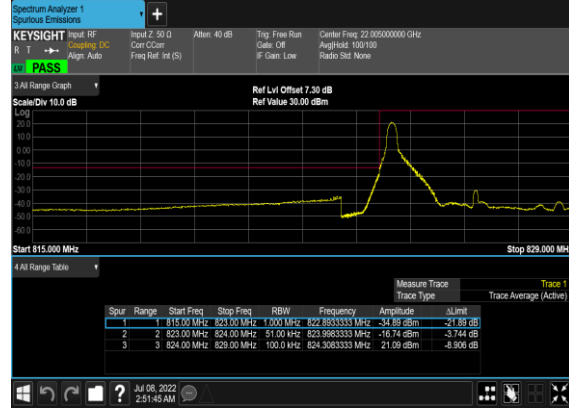 Spectrum Analyzer 1
Spurious Emissions
+
KEYSIGHT Input: RF Input Z: 50 Ω Atten: 40 dB Trig: Free Run Center Freq: 22.005000000 GHz
R T Coupling: DC Corr CCorr Gate: Off Avg|Hold: 100/100
Align: Auto Freq Ref: Int (S) IF Gain: Low Radio Std: None
PASS
3 All Range Graph
Ref Lvl Offset 7.30 dB
Scale/Div 10.0 dB Ref Value 30.00 dBm
Log
20.0
10.0
0.00
-10.0
-20.0
-30.0
-40.0
-50.0
-60.0
Start 815.000 MHz Stop 829.000 MH
4 All Range Table
Measure Trace Trace 1
Trace Type Trace Average (Active)
Spur Range Start Freq Stop Freq RBW Frequency Amplitude ΔLimit
1 1 815.00 MHz 823.00 MHz 1.000 MHz 822.8933333 MHz -34.89 dBm -21.89 dB
2 2 823.00 MHz 824.00 MHz 51.00 kHz 823.9983333 MHz -16.74 dBm -3.744 dB
3 3 824.00 MHz 829.00 MHz 100.0 kHz 824.3083333 MHz 21.09 dBm -8.906 dB
? Jul 08, 2022
2:51:45 AM